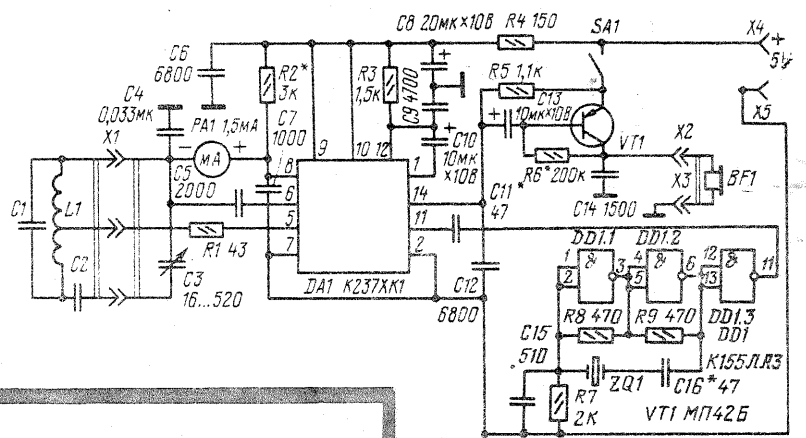 C8 20мк×10В R4 150
SA1
X4
+
5V
C6
6800
R2*
3к
R3
1,5к
C9 4700
+
R5 1,1к
C4
0,033мк
X1
PA1 1,5мА
−
+
мА
C7
1000
9
10
12
+
C10
10мк
×10В
C13
10мк×10В
+
VT1
X5
X2
C5
2000
8
6
5
7
1
14
11
2
R6* 200к
X3
BF1
C1
L1
C2
R1 43
C3
16...520
DA1 К237ХК1
C11*
47
C14 1500
C12
6800
DD1.1
DD1.2
1
2
&
3
4
5
&
6
12
13
&
11
R8 470
R9 470
DD1.3
DD1
К155ЛА3
C15
510
R7
2К
ZQ1
C16* 47
VT1 МП42Б